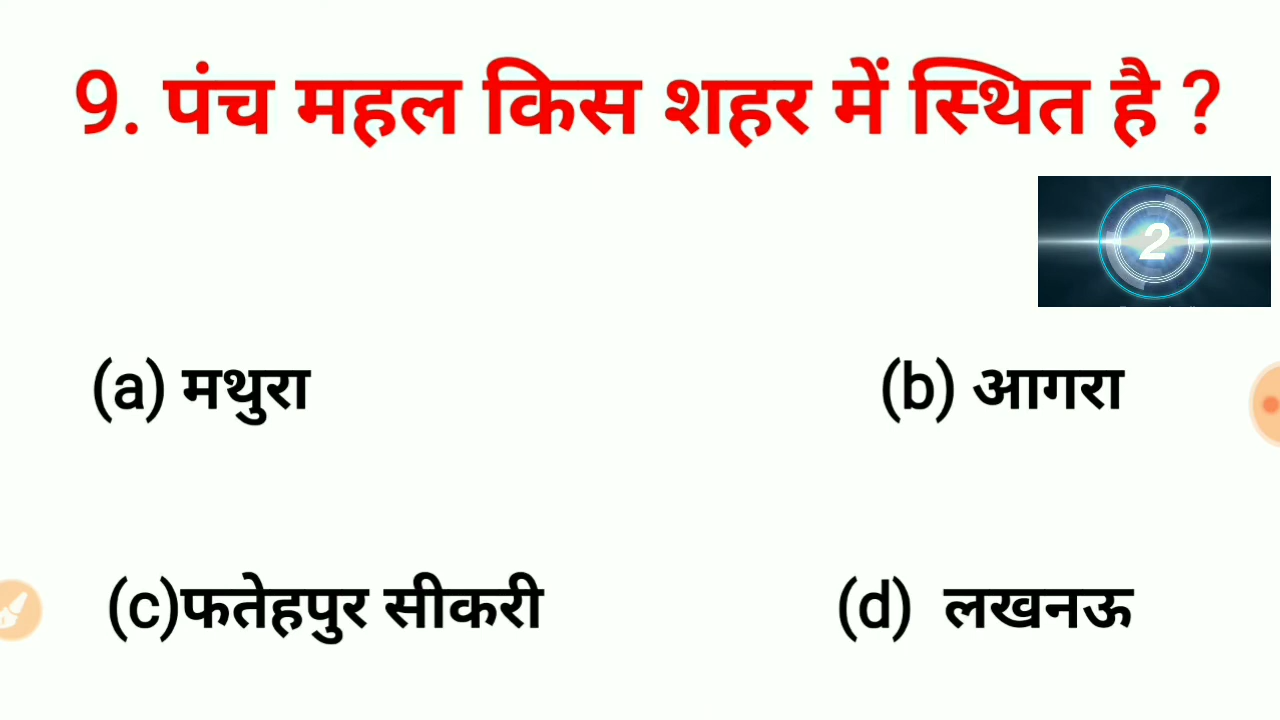 9. पंच महल किस शहर में स्थित है ?
2
(a) मथुरा (b) आगरा
(c)फतेहपुर सीकरी (d) लखनऊ